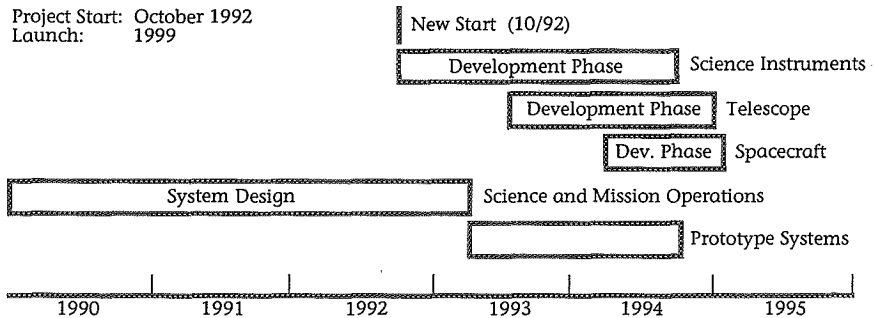 Project Start: October 1992
Launch: 1999
New Start (10/92)
Development Phase Science Instruments
Development Phase Telescope
Dev. Phase Spacecraft
System Design Science and Mission Operations
Prototype Systems
1990 1991 1992 1993 1994 1995